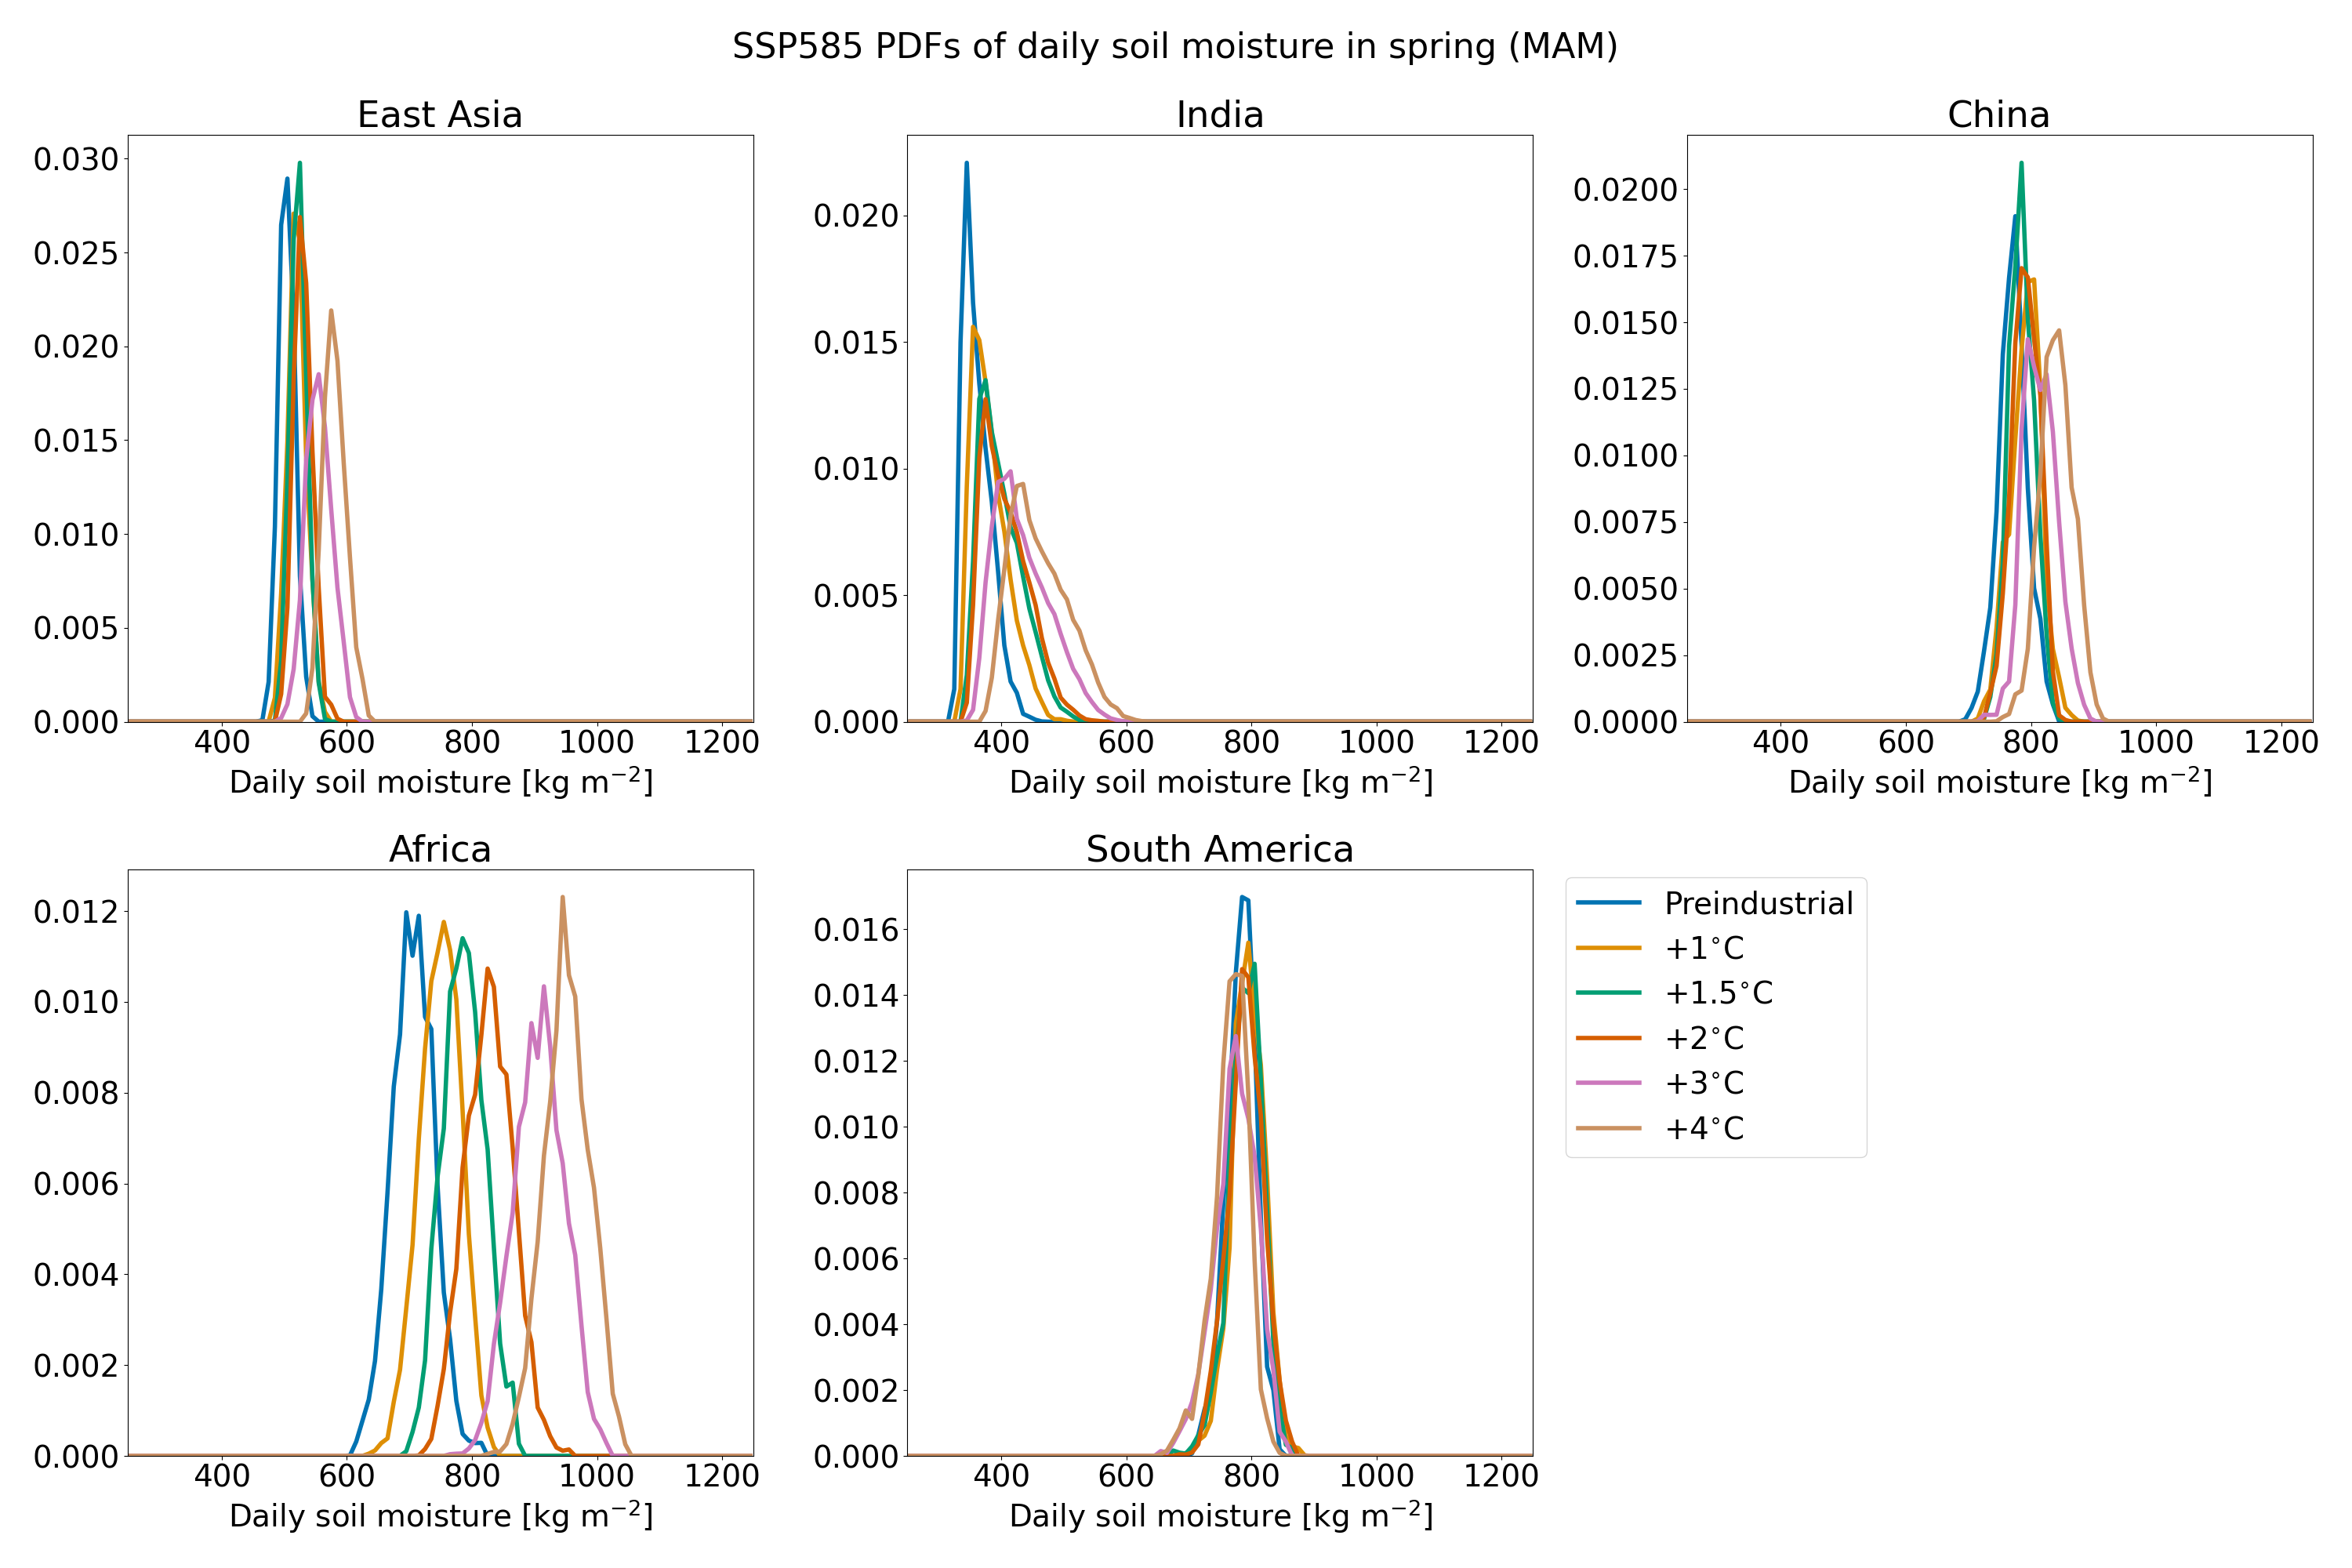 SSP585 PDFs of daily soil moisture in spring (MAM)
East Asia
0.030
0.025
0.020
0.015
0.010
0.005
0.000
400 600 800 1000 1200
Daily soil moisture [kg m⁻²]
India
0.020
0.015
0.010
0.005
0.000
400 600 800 1000 1200
Daily soil moisture [kg m⁻²]
China
0.0200
0.0175
0.0150
0.0125
0.0100
0.0075
0.0050
0.0025
0.0000
400 600 800 1000 1200
Daily soil moisture [kg m⁻²]
Africa
0.012
0.010
0.008
0.006
0.004
0.002
0.000
400 600 800 1000 1200
Daily soil moisture [kg m⁻²]
South America
0.016
0.014
0.012
0.010
0.008
0.006
0.004
0.002
0.000
400 600 800 1000 1200
Daily soil moisture [kg m⁻²]
Preindustrial
+1°C
+1.5°C
+2°C
+3°C
+4°C